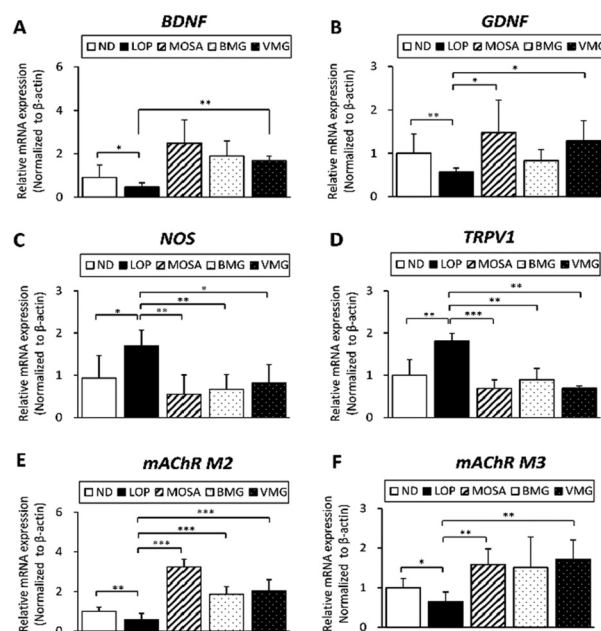 A
BDNF
ND LOP MOSA BMG VMG
Relative mRNA expression
(Normalized to β-actin)
6
4
2
0
*
**
B
GDNF
ND LOP MOSA BMG VMG
Relative mRNA expression
(Normalized to β-actin)
3
2
1
0
**
*
*
C
NOS
ND LOP MOSA BMG VMG
Relative mRNA expression
(Normalized to β-actin)
3
2
1
0
*
**
**
*
D
TRPV1
ND LOP MOSA BMG VMG
Relative mRNA expression
(Normalized to β-actin)
3
2
1
0
**
***
**
**
E
mAChR M2
ND LOP MOSA BMG VMG
Relative mRNA expression
(Normalized to β-actin)
6
4
2
0
**
***
***
***
F
mAChR M3
ND LOP MOSA BMG VMG
Relative mRNA expression
Normalized to β-actin)
3
2
1
0
*
**
**